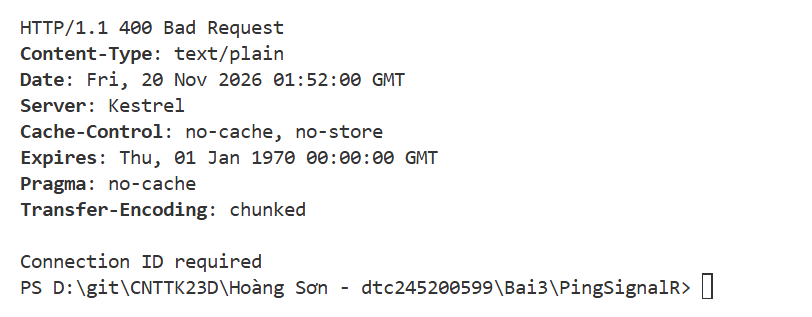 HTTP/1.1 400 Bad Request
Content-Type: text/plain
Date: Fri, 20 Nov 2026 01:52:00 GMT
Server: Kestrel
Cache-Control: no-cache, no-store
Expires: Thu, 01 Jan 1970 00:00:00 GMT
Pragma: no-cache
Transfer-Encoding: chunked
Connection ID required
PS D:\git\CNTTK23D\Hoàng Sơn - dtc245200599\Bai3\PingSignalR>